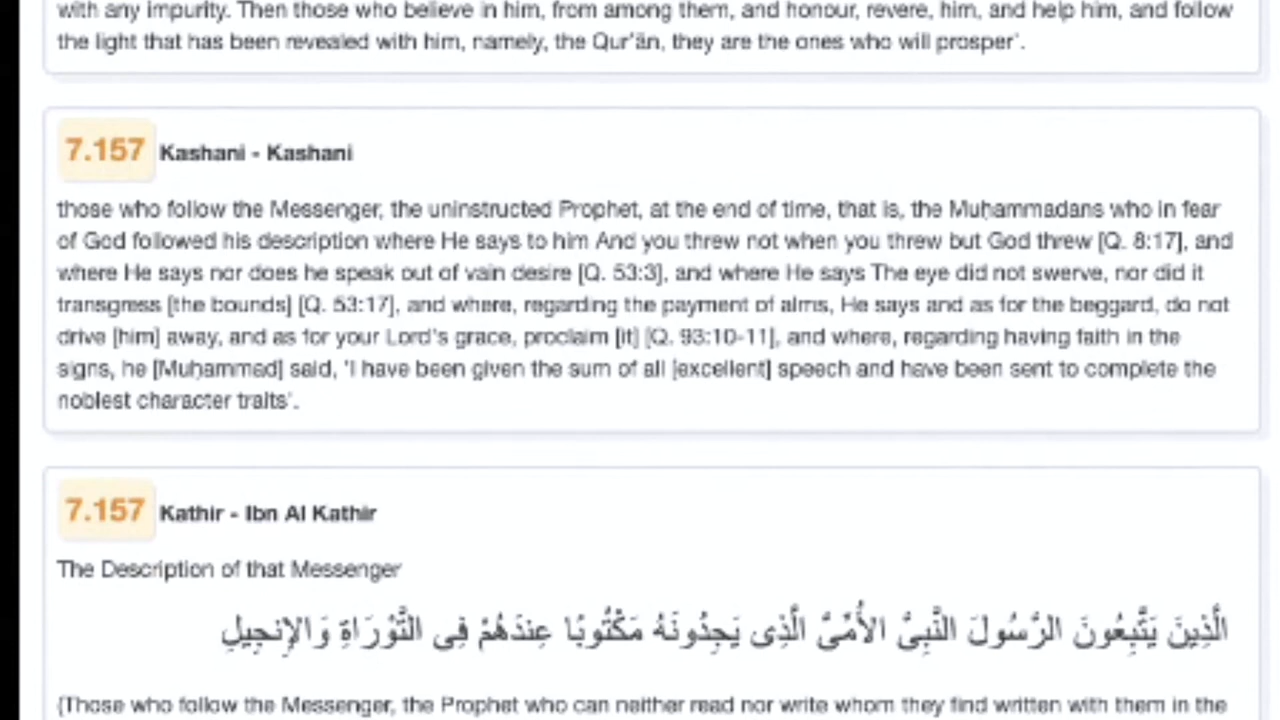 with any impurity. Then those who believe in him, from among them, and honour, revere, him, and help him, and follow
the light that has been revealed with him, namely, the Qur'ān, they are the ones who will prosper'.
7.157 Kashani - Kashani
those who follow the Messenger, the uninstructed Prophet, at the end of time, that is, the Muḥammadans who in fear
of God followed his description where He says to him And you threw not when you threw but God threw [Q. 8:17], and
where He says nor does he speak out of vain desire [Q. 53:3], and where He says The eye did not swerve, nor did it
transgress [the bounds] [Q. 53:17], and where, regarding the payment of alms, He says and as for the beggar, do not
drive [him] away, and as for your Lord's grace, proclaim [it] [Q. 93:10-11], and where, regarding having faith in the
signs, he [Muḥammad] said, 'I have been given the sum of all [excellent] speech and have been sent to complete the
noblest character traits'.
7.157 Kathir - Ibn Al Kathir
The Description of that Messenger
الَّذِينَ يَتَّبِعُونَ الرَّسُولَ النَّبِىَّ الأُمِّىَّ الَّذِى يَجِدُونَهُ مَكْتُوبًا عِندَهُمْ فِى التَّوْرَاةِ وَالإِنجِيلِ
(Those who follow the Messenger, the Prophet who can neither read nor write whom they find written with them in the